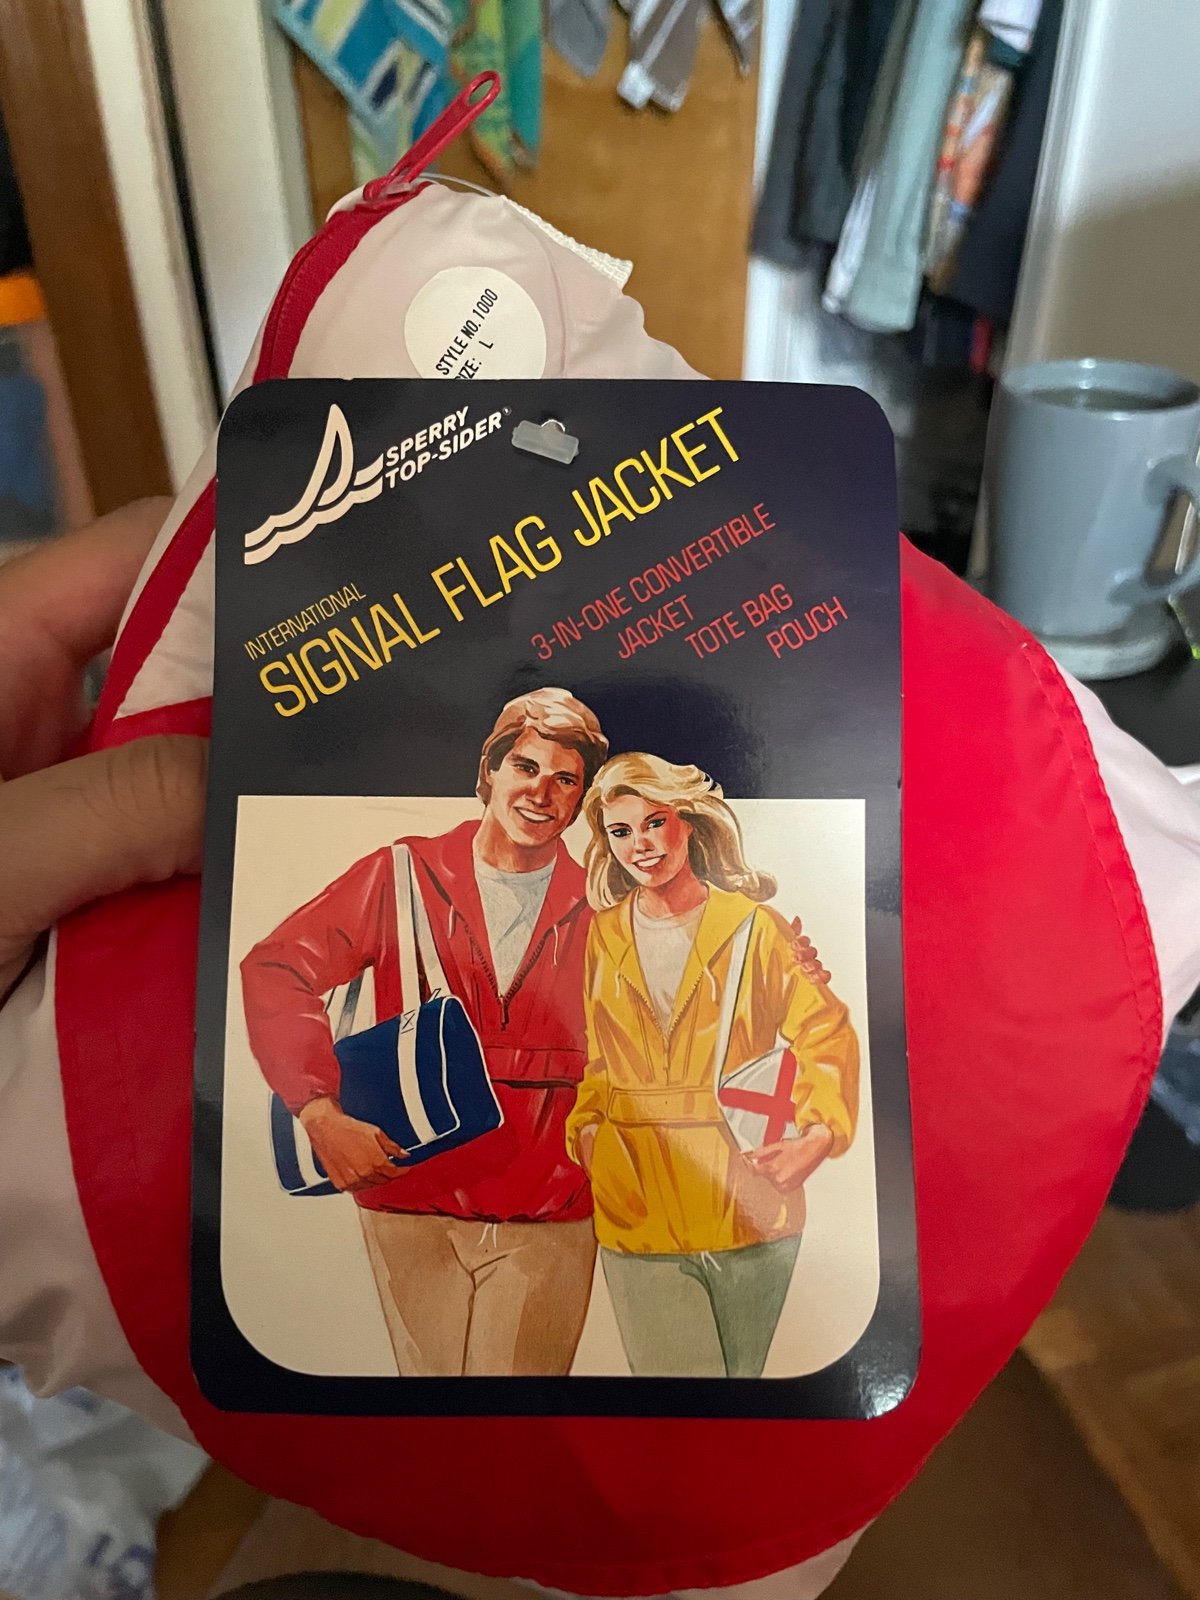 STYLE NO. 1000
SIZE: L
SPERRY
TOP-SIDER
INTERNATIONAL
SIGNAL FLAG JACKET
3-IN-ONE CONVERTIBLE
JACKET
TOTE BAG
POUCH